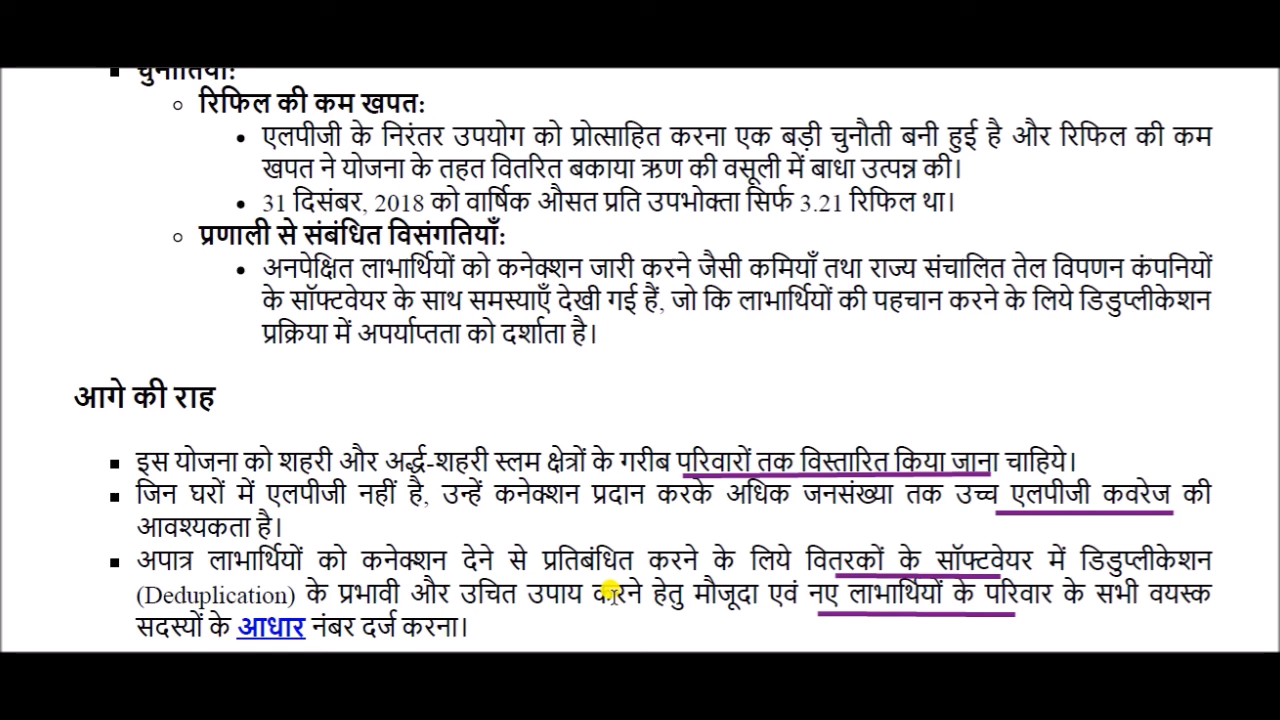 चुनौतियाँ:
रिफिल की कम खपत:
एलपीजी के निरंतर उपयोग को प्रोत्साहित करना एक बड़ी चुनौती बनी हुई है और रिफिल की कम
खपत ने योजना के तहत वितरित बकाया ऋण की वसूली में बाधा उत्पन्न की।
31 दिसंबर, 2018 को वार्षिक औसत प्रति उपभोक्ता सिर्फ 3.21 रिफिल था।
प्रणाली से संबंधित विसंगतियाँ:
अनपेक्षित लाभार्थियों को कनेक्शन जारी करने जैसी कमियाँ तथा राज्य संचालित तेल विपणन कंपनियों
के सॉफ्टवेयर के साथ समस्याएँ देखी गई हैं, जो कि लाभार्थियों की पहचान करने के लिये डिडुप्लीकेशन
प्रक्रिया में अपर्याप्तता को दर्शाता है।
आगे की राह
इस योजना को शहरी और अर्द्ध-शहरी स्लम क्षेत्रों के गरीब परिवारों तक विस्तारित किया जाना चाहिये।
जिन घरों में एलपीजी नहीं है, उन्हें कनेक्शन प्रदान करके अधिक जनसंख्या तक उच्च एलपीजी कवरेज की
आवश्यकता है।
अपात्र लाभार्थियों को कनेक्शन देने से प्रतिबंधित करने के लिये वितरकों के सॉफ्टवेयर में डिडुप्लीकेशन
(Deduplication) के प्रभावी और उचित उपाय करने हेतु मौजूदा एवं नए लाभार्थियों के परिवार के सभी वयस्क
सदस्यों के आधार नंबर दर्ज करना।